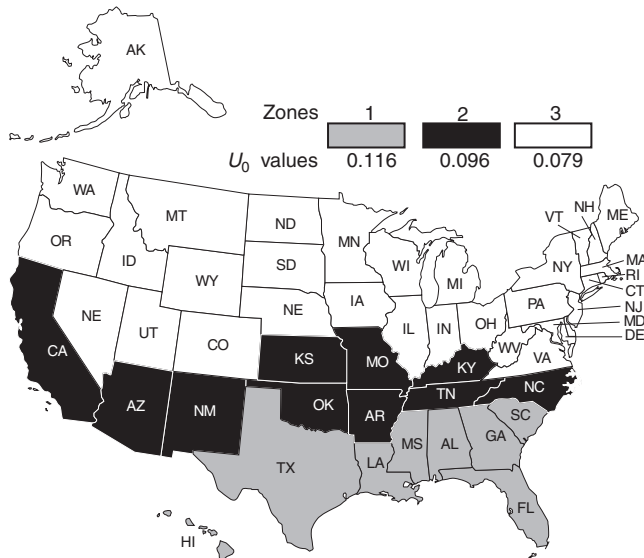 AK
Zones 1 2 3
U0 values 0.116 0.096 0.079
WA
MT
ND
MN
VT
NH
ME
OR
ID
WY
SD
WI
MI
NY
MA
RI
CT
NE
UT
CO
NE
IA
IL
IN
OH
PA
NJ
MD
DE
WV
VA
CA
KS
MO
KY
AZ
NM
OK
AR
TN
NC
SC
TX
LA
MS
AL
GA
FL
HI